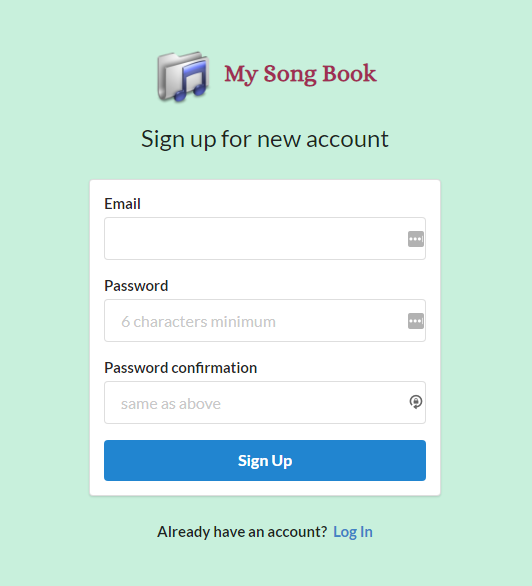 My Song Book
Sign up for new account
Email
Password
6 characters minimum
Password confirmation
same as above
Sign Up
Already have an account? Log In